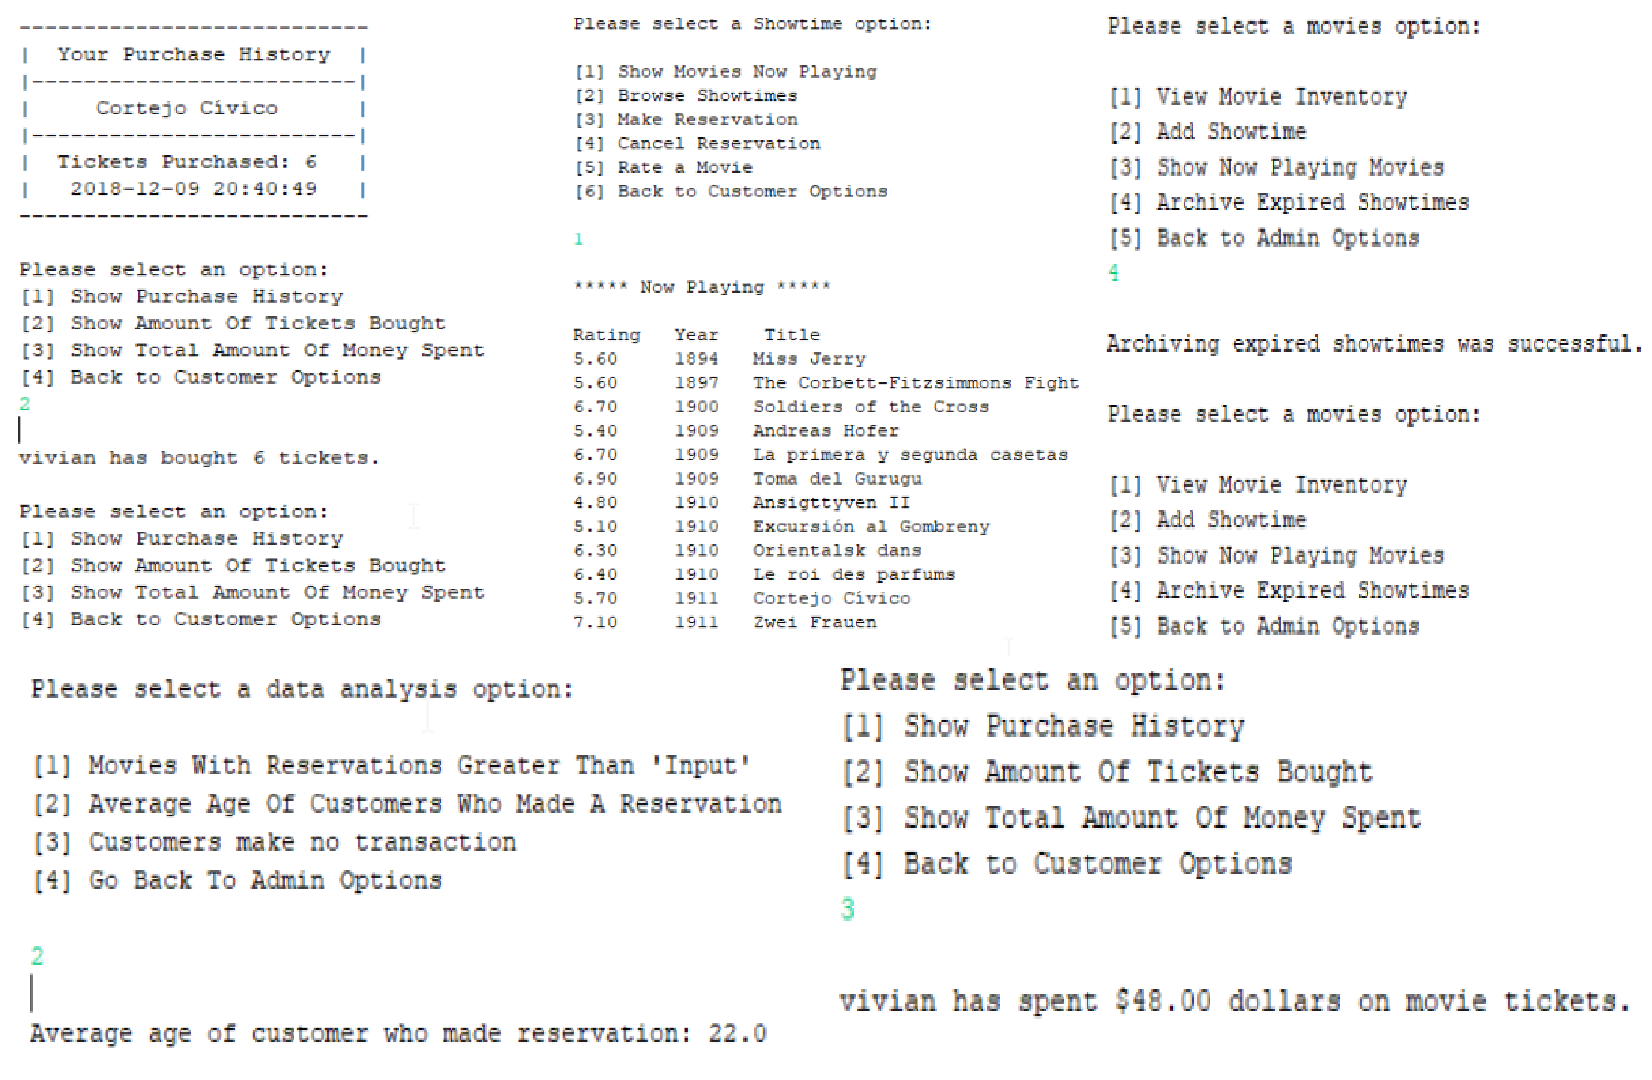 ---------------------------
|  Your Purchase History  |
|-------------------------|
|     Cortejo Cívico      |
|-------------------------|
|  Tickets Purchased: 6   |
|   2018-12-09 20:40:49   |
---------------------------
Please select an option:
[1] Show Purchase History
[2] Show Amount Of Tickets Bought
[3] Show Total Amount Of Money Spent
[4] Back to Customer Options
2
vivian has bought 6 tickets.
Please select an option:
[1] Show Purchase History
[2] Show Amount Of Tickets Bought
[3] Show Total Amount Of Money Spent
[4] Back to Customer Options
Please select a Showtime option:
[1] Show Movies Now Playing
[2] Browse Showtimes
[3] Make Reservation
[4] Cancel Reservation
[5] Rate a Movie
[6] Back to Customer Options
1
***** Now Playing *****
Rating   Year    Title
5.60     1894   Miss Jerry
5.60     1897   The Corbett-Fitzsimmons Fight
6.70     1900   Soldiers of the Cross
5.40     1909   Andreas Hofer
6.70     1909   La primera y segunda casetas
6.90     1909   Toma del Gurugu
4.80     1910   Ansigttyven II
5.10     1910   Excursión al Gombreny
6.30     1910   Orientalsk dans
6.40     1910   Le roi des parfums
5.70     1911   Cortejo Cívico
7.10     1911   Zwei Frauen
Please select a movies option:
[1] View Movie Inventory
[2] Add Showtime
[3] Show Now Playing Movies
[4] Archive Expired Showtimes
[5] Back to Admin Options
4
Archiving expired showtimes was successful.
Please select a movies option:
[1] View Movie Inventory
[2] Add Showtime
[3] Show Now Playing Movies
[4] Archive Expired Showtimes
[5] Back to Admin Options
Please select a data analysis option:
[1] Movies With Reservations Greater Than 'Input'
[2] Average Age Of Customers Who Made A Reservation
[3] Customers make no transaction
[4] Go Back To Admin Options
2
Average age of customer who made reservation: 22.0
Please select an option:
[1] Show Purchase History
[2] Show Amount Of Tickets Bought
[3] Show Total Amount Of Money Spent
[4] Back to Customer Options
3
vivian has spent $48.00 dollars on movie tickets.